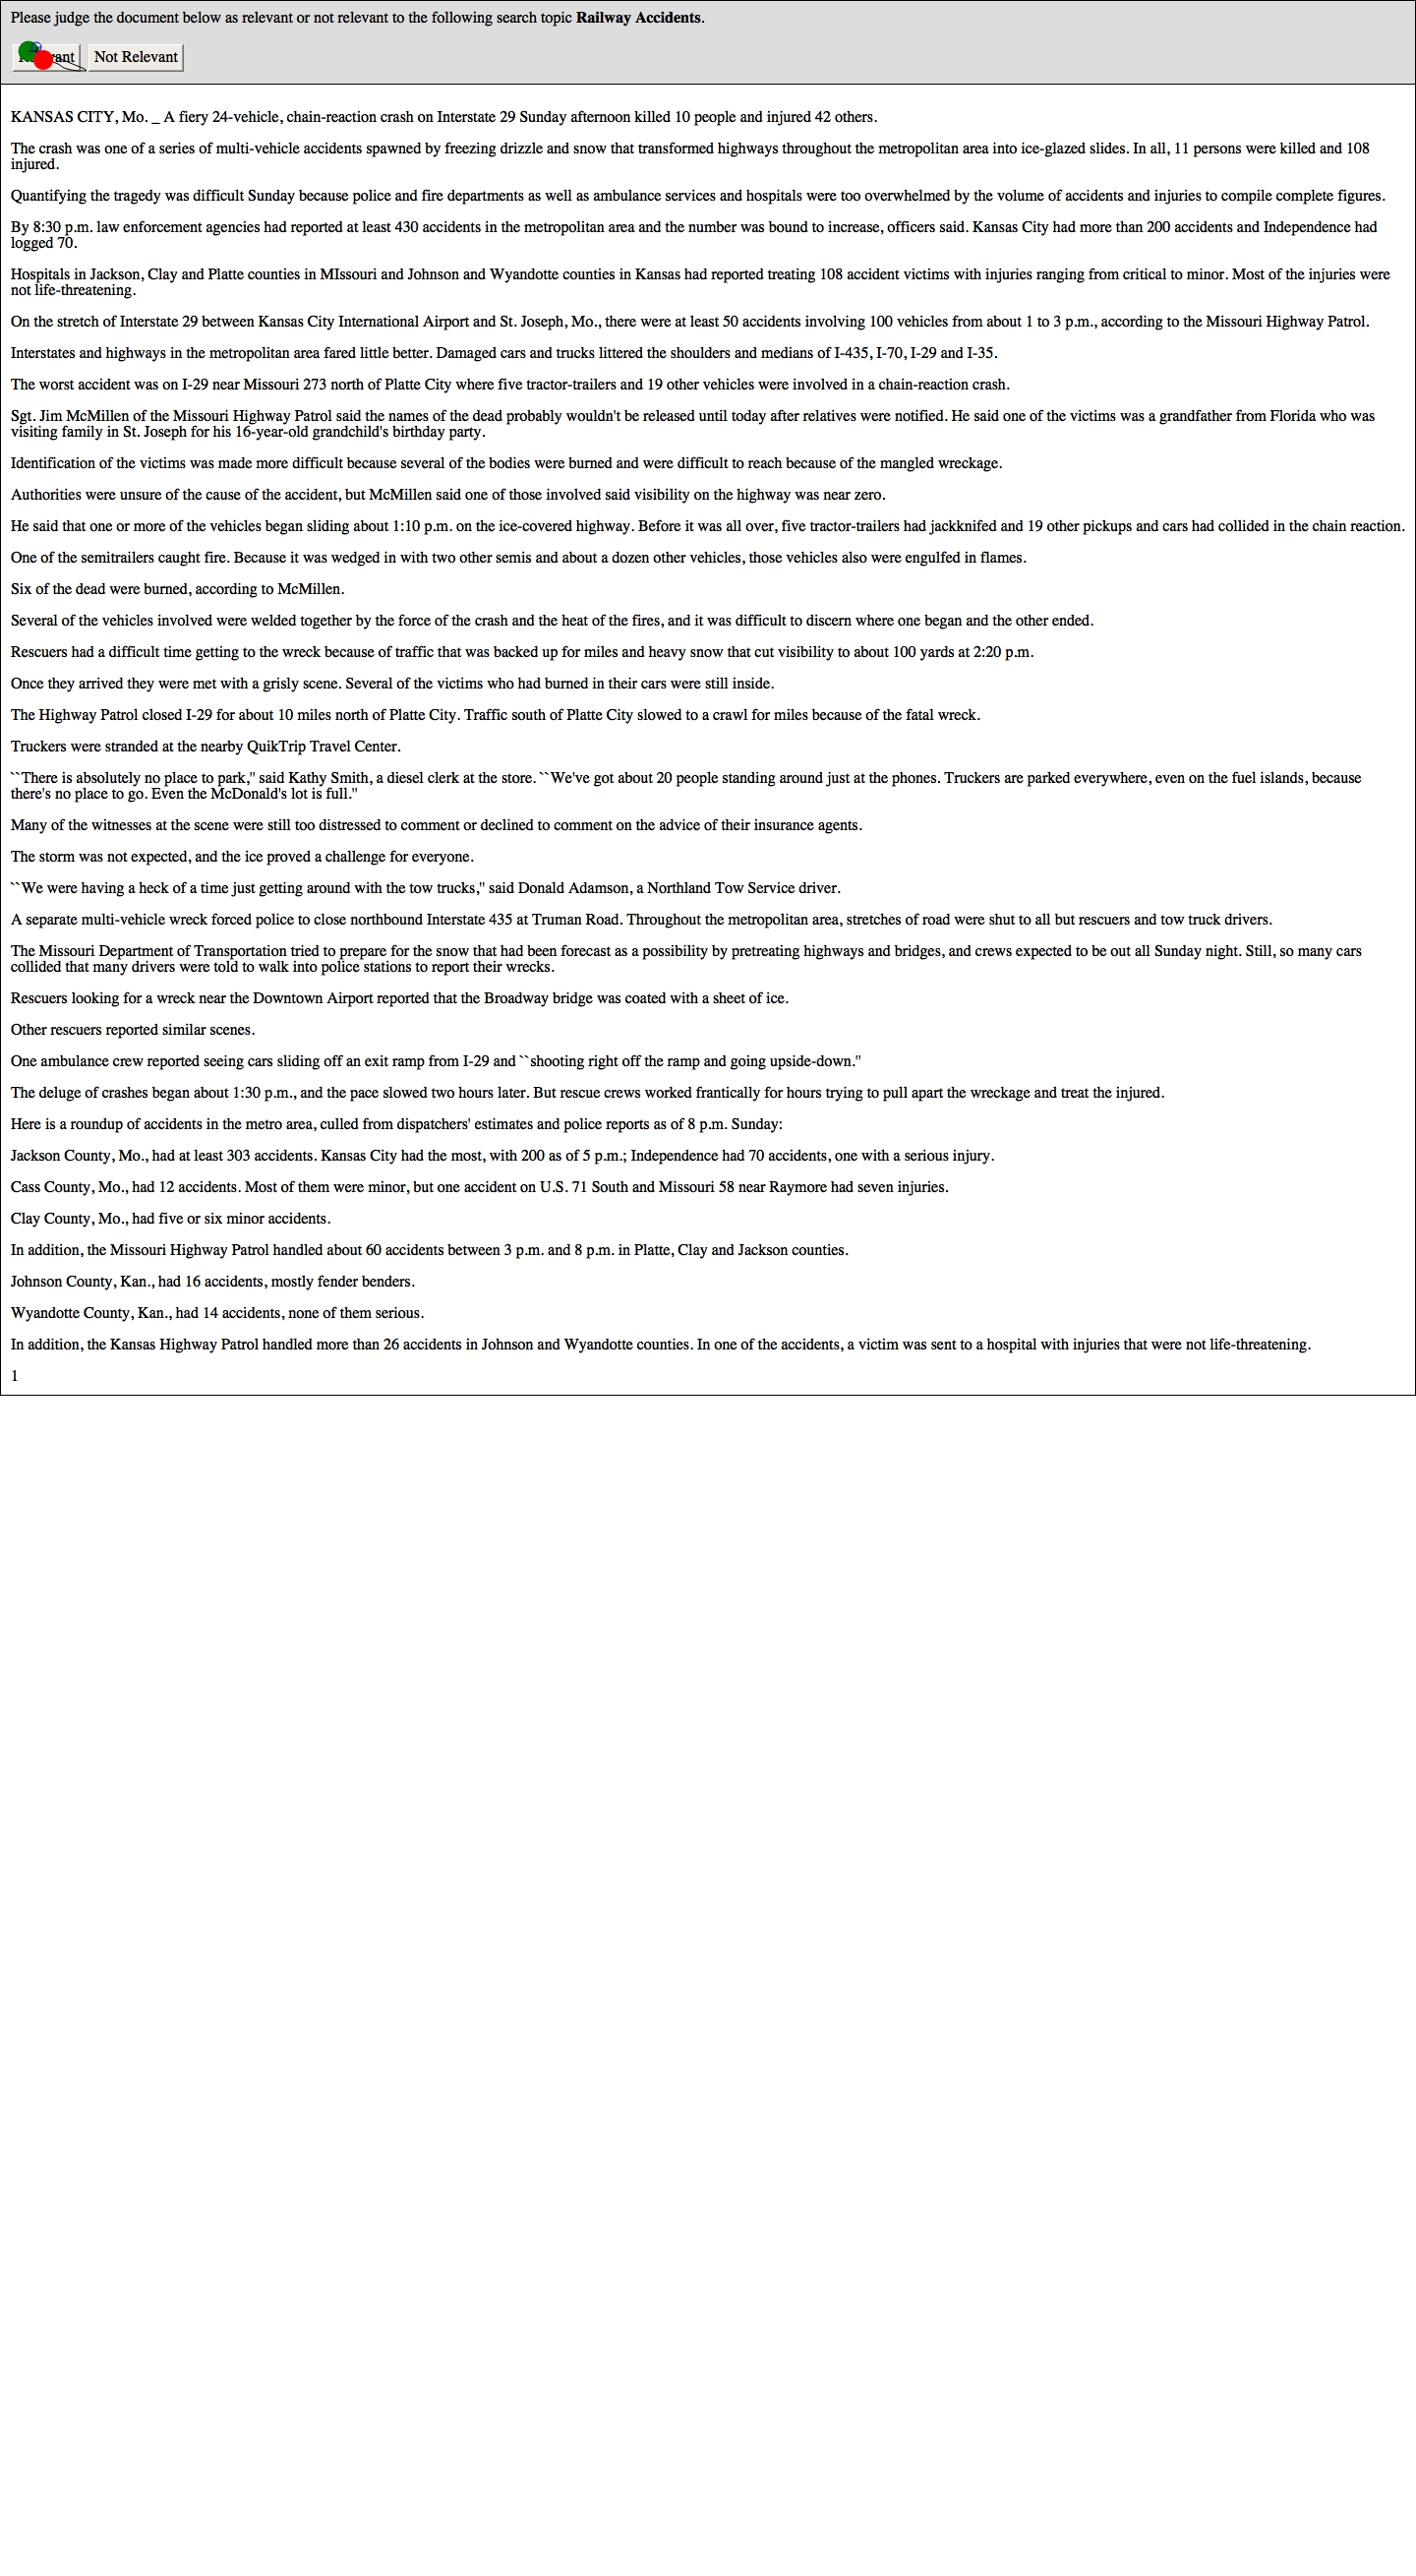 Please judge the document below as relevant or not relevant to the following search topic Railway Accidents.
Not Relevant
KANSAS CITY, Mo. _ A fiery 24-vehicle, chain-reaction crash on Interstate 29 Sunday afternoon killed 10 people and injured 42 others.
The crash was one of a series of multi-vehicle accidents spawned by freezing drizzle and snow that transformed highways throughout the metropolitan area into ice-glazed slides. In all, 11 persons were killed and 108
injured.
Quantifying the tragedy was difficult Sunday because police and fire departments as well as ambulance services and hospitals were too overwhelmed by the volume of accidents and injuries to compile complete figures.
By 8:30 p.m. law enforcement agencies had reported at least 430 accidents in the metropolitan area and the number was bound to increase, officers said. Kansas City had more than 200 accidents and Independence had
logged 70.
Hospitals in Jackson, Clay and Platte counties in MIssouri and Johnson and Wyandotte counties in Kansas had reported treating 108 accident victims with injuries ranging from critical to minor. Most of the injuries were
not life-threatening.
On the stretch of Interstate 29 between Kansas City International Airport and St. Joseph, Mo., there were at least 50 accidents involving 100 vehicles from about 1 to 3 p.m., according to the Missouri Highway Patrol.
Interstates and highways in the metropolitan area fared little better. Damaged cars and trucks littered the shoulders and medians of I-435, I-70, I-29 and I-35.
The worst accident was on I-29 near Missouri 273 north of Platte City where five tractor-trailers and 19 other vehicles were involved in a chain-reaction crash.
Sgt. Jim McMillen of the Missouri Highway Patrol said the names of the dead probably wouldn't be released until today after relatives were notified. He said one of the victims was a grandfather from Florida who was
visiting family in St. Joseph for his 16-year-old grandchild's birthday party.
Identification of the victims was made more difficult because several of the bodies were burned and were difficult to reach because of the mangled wreckage.
Authorities were unsure of the cause of the accident, but McMillen said one of those involved said visibility on the highway was near zero.
He said that one or more of the vehicles began sliding about 1:10 p.m. on the ice-covered highway. Before it was all over, five tractor-trailers had jackknifed and 19 other pickups and cars had collided in the chain reaction.
One of the semitrailers caught fire. Because it was wedged in with two other semis and about a dozen other vehicles, those vehicles also were engulfed in flames.
Six of the dead were burned, according to McMillen.
Several of the vehicles involved were welded together by the force of the crash and the heat of the fires, and it was difficult to discern where one began and the other ended.
Rescuers had a difficult time getting to the wreck because of traffic that was backed up for miles and heavy snow that cut visibility to about 100 yards at 2:20 p.m.
Once they arrived they were met with a grisly scene. Several of the victims who had burned in their cars were still inside.
The Highway Patrol closed I-29 for about 10 miles north of Platte City. Traffic south of Platte City slowed to a crawl for miles because of the fatal wreck.
Truckers were stranded at the nearby QuikTrip Travel Center.
``There is absolutely no place to park,'' said Kathy Smith, a diesel clerk at the store. ``We've got about 20 people standing around just at the phones. Truckers are parked everywhere, even on the fuel islands, because
there's no place to go. Even the McDonald's lot is full.''
Many of the witnesses at the scene were still too distressed to comment or declined to comment on the advice of their insurance agents.
The storm was not expected, and the ice proved a challenge for everyone.
``We were having a heck of a time just getting around with the tow trucks,'' said Donald Adamson, a Northland Tow Service driver.
A separate multi-vehicle wreck forced police to close northbound Interstate 435 at Truman Road. Throughout the metropolitan area, stretches of road were shut to all but rescuers and tow truck drivers.
The Missouri Department of Transportation tried to prepare for the snow that had been forecast as a possibility by pretreating highways and bridges, and crews expected to be out all Sunday night. Still, so many cars
collided that many drivers were told to walk into police stations to report their wrecks.
Rescuers looking for a wreck near the Downtown Airport reported that the Broadway bridge was coated with a sheet of ice.
Other rescuers reported similar scenes.
One ambulance crew reported seeing cars sliding off an exit ramp from I-29 and ``shooting right off the ramp and going upside-down.''
The deluge of crashes began about 1:30 p.m., and the pace slowed two hours later. But rescue crews worked frantically for hours trying to pull apart the wreckage and treat the injured.
Here is a roundup of accidents in the metro area, culled from dispatchers' estimates and police reports as of 8 p.m. Sunday:
Jackson County, Mo., had at least 303 accidents. Kansas City had the most, with 200 as of 5 p.m.; Independence had 70 accidents, one with a serious injury.
Cass County, Mo., had 12 accidents. Most of them were minor, but one accident on U.S. 71 South and Missouri 58 near Raymore had seven injuries.
Clay County, Mo., had five or six minor accidents.
In addition, the Missouri Highway Patrol handled about 60 accidents between 3 p.m. and 8 p.m. in Platte, Clay and Jackson counties.
Johnson County, Kan., had 16 accidents, mostly fender benders.
Wyandotte County, Kan., had 14 accidents, none of them serious.
In addition, the Kansas Highway Patrol handled more than 26 accidents in Johnson and Wyandotte counties. In one of the accidents, a victim was sent to a hospital with injuries that were not life-threatening.
1